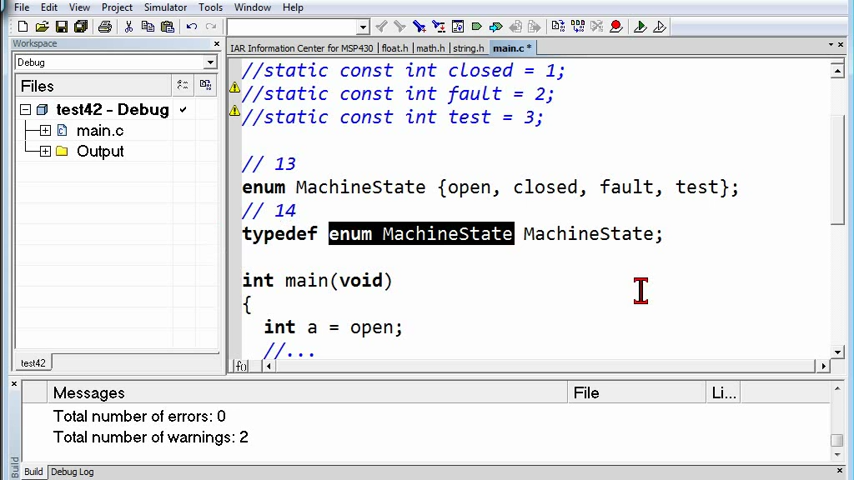 File Edit View Project Simulator Tools Window Help
Workspace
Debug
Files
test42 - Debug
main.c
Output
test42
IAR Information Center for MSP430 float.h math.h string.h main.c *
//static const int closed = 1;
//static const int fault = 2;
//static const int test = 3;
// 13
enum MachineState {open, closed, fault, test};
// 14
typedef enum MachineState MachineState;
int main(void)
{
int a = open;
//...
f()
Messages File Li...
Total number of errors: 0
Total number of warnings: 2
Build
Build Debug Log